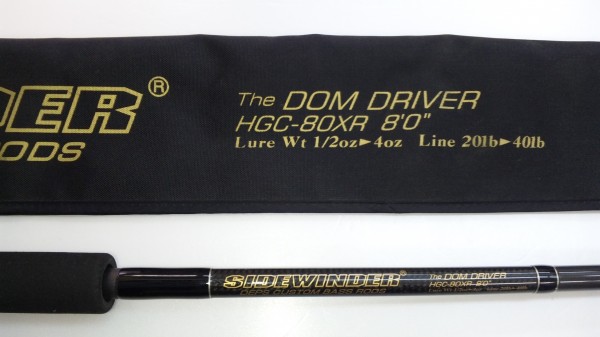 DER®
RODS
The DOM DRIVER
HGC-80XR 8'0"
Lure Wt 1/2oz►4oz Line 20lb►40lb
SIDEWINDER®
DEPS CUSTOM BASS RODS
The DOM DRIVER
HGC-80XR 8'0"